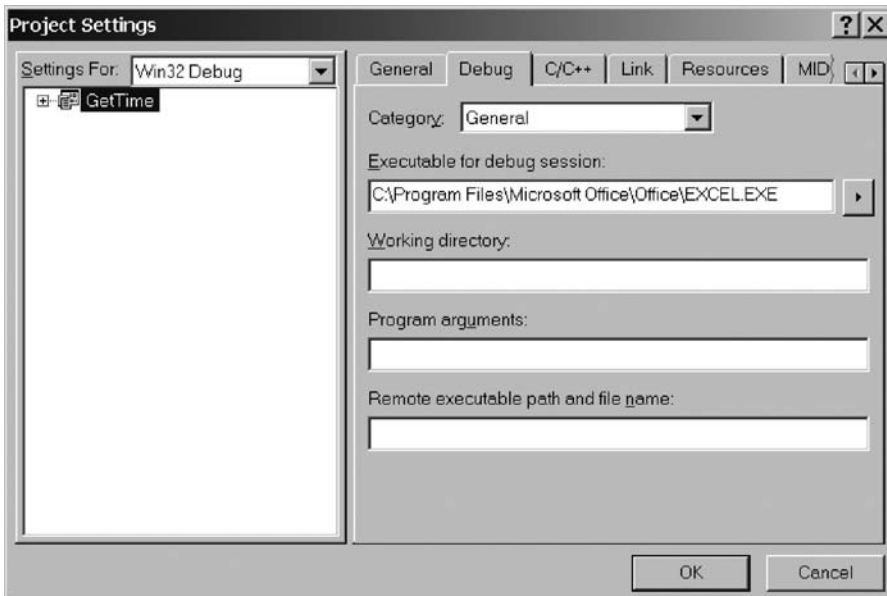 Project Settings
Settings For: Win32 Debug
GetTime
General Debug C/C++ Link Resources MID
Category: General
Executable for debug session:
C:\Program Files\Microsoft Office\Office\EXCEL.EXE
Working directory:
Program arguments:
Remote executable path and file name:
OK Cancel